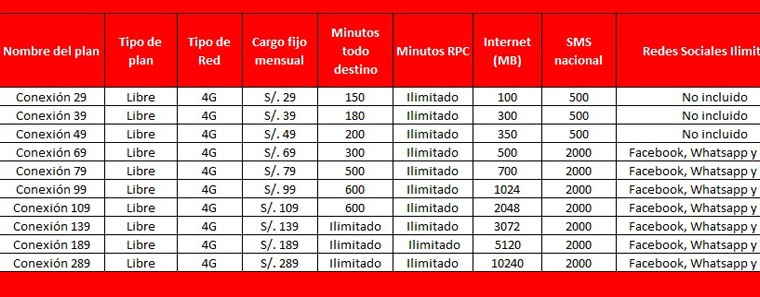 Nombre del plan Tipo de plan Tipo de Red Cargo fijo mensual Minutos todo destino Minutos RPC Internet (MB) SMS nacional Redes Sociales
Conexión 29 Libre 4G S/. 29 150 Ilimitado 100 500 No incluido
Conexión 39 Libre 4G S/. 39 180 Ilimitado 300 500 No incluido
Conexión 49 Libre 4G S/. 49 200 Ilimitado 350 500 No incluido
Conexión 69 Libre 4G S/. 69 300 Ilimitado 500 2000 Facebook, Whatsapp y
Conexión 79 Libre 4G S/. 79 500 Ilimitado 700 2000 Facebook, Whatsapp y
Conexión 99 Libre 4G S/. 99 600 Ilimitado 1024 2000 Facebook, Whatsapp y
Conexión 109 Libre 4G S/. 109 600 Ilimitado 2048 2000 Facebook, Whatsapp y
Conexión 139 Libre 4G S/. 139 Ilimitado Ilimitado 3072 2000 Facebook, Whatsapp y
Conexión 189 Libre 4G S/. 189 Ilimitado Ilimitado 5120 2000 Facebook, Whatsapp y
Conexión 289 Libre 4G S/. 289 Ilimitado Ilimitado 10240 2000 Facebook, Whatsapp y